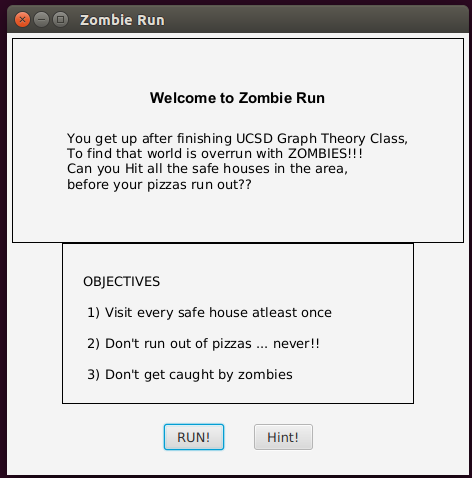 Zombie Run
Welcome to Zombie Run
You get up after finishing UCSD Graph Theory Class,
To find that world is overrun with ZOMBIES!!!
Can you Hit all the safe houses in the area,
before your pizzas run out??
OBJECTIVES
1) Visit every safe house atleast once
2) Don't run out of pizzas ... never!!
3) Don't get caught by zombies
RUN!
Hint!